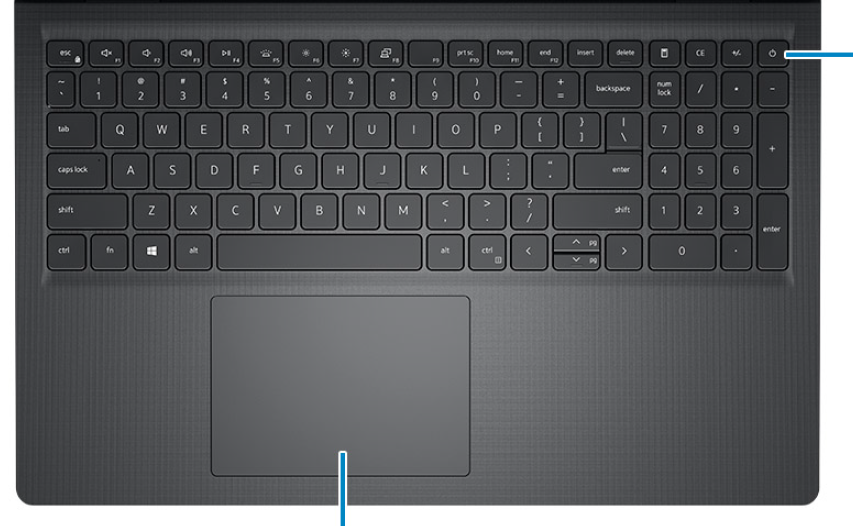 esc F1 F2 F3 F4 F5 F6 F7 F8 F9 prt sc F10 home F11 end F12 insert delete CE +/-
~ ` ! 1 @ 2 # 3 $ 4 % 5 ^ 6 & 7 * 8 ( 9 ) 0 — - + = backspace num lock / * -
tab Q W E R T Y U I O P { [ } ] | \ 7 8 9 +
caps lock A S D F G H J K L : ; " ' enter 4 5 6
shift Z X C V B N M < , > . ? / shift 1 2 3 enter
ctrl fn alt alt ctrl < ^ pg v pg > 0 .